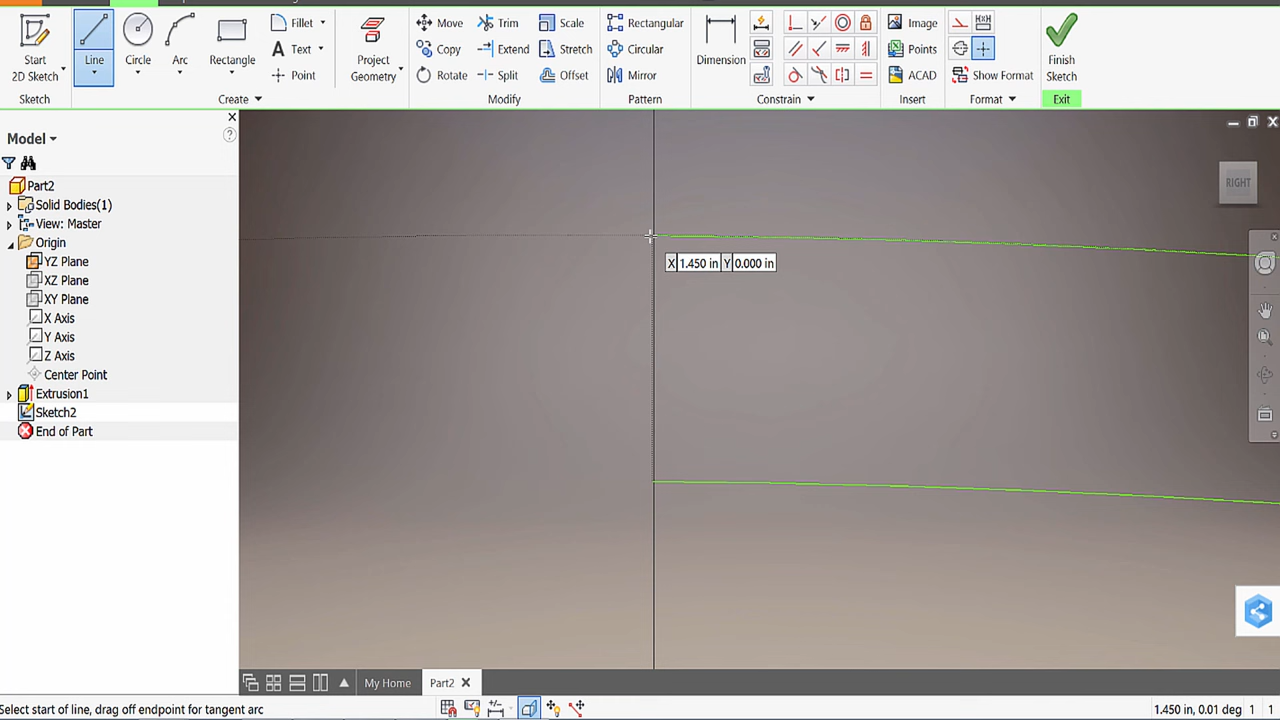 Start
2D Sketch
Line
Circle
Arc
Rectangle
Fillet
Text
Point
Project
Geometry
Move
Copy
Rotate
Trim
Extend
Split
Scale
Stretch
Offset
Rectangular
Circular
Mirror
Dimension
Image
Points
ACAD
Show Format
Finish
Sketch
Sketch
Create
Modify
Pattern
Constrain
Insert
Format
Exit
Model
Part2
Solid Bodies(1)
View: Master
Origin
YZ Plane
XZ Plane
XY Plane
X Axis
Y Axis
Z Axis
Center Point
Extrusion1
Sketch2
End of Part
RIGHT
X 1.450 in Y 0.000 in
My Home
Part2
Select start of line, drag off endpoint for tangent arc
1.450 in, 0.01 deg 1 1